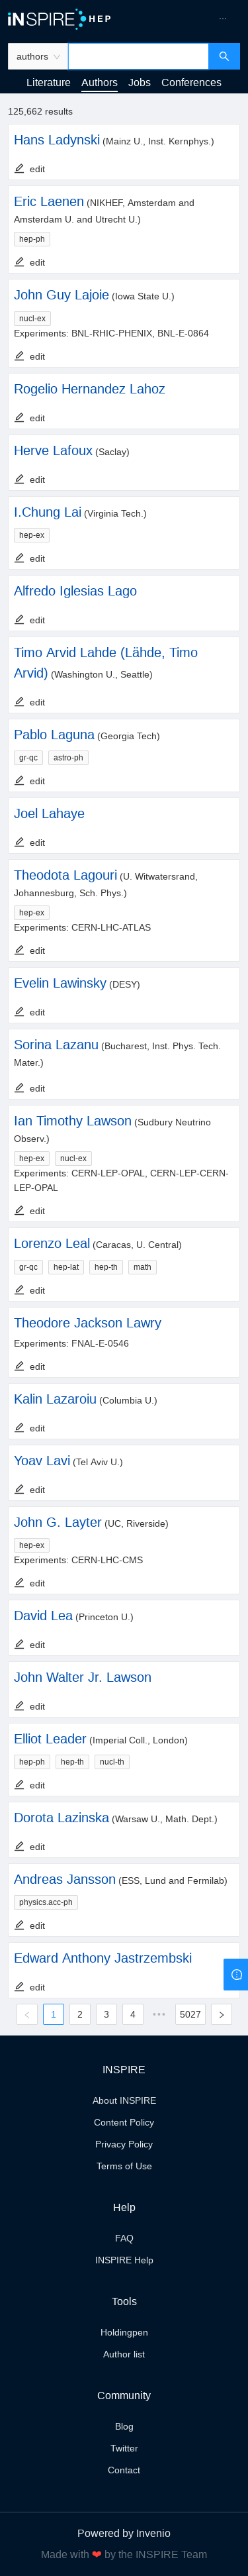 iNSPIRE HEP
···
authors
Literature Authors Jobs Conferences
125,662 results
Hans Ladynski (Mainz U., Inst. Kernphys.)
edit
Eric Laenen (NIKHEF, Amsterdam and
Amsterdam U. and Utrecht U.)
hep-ph
edit
John Guy Lajoie (Iowa State U.)
nucl-ex
Experiments: BNL-RHIC-PHENIX, BNL-E-0864
edit
Rogelio Hernandez Lahoz
edit
Herve Lafoux (Saclay)
edit
I.Chung Lai (Virginia Tech.)
hep-ex
edit
Alfredo Iglesias Lago
edit
Timo Arvid Lahde (Lähde, Timo
Arvid) (Washington U., Seattle)
edit
Pablo Laguna (Georgia Tech)
gr-qc astro-ph
edit
Joel Lahaye
edit
Theodota Lagouri (U. Witwatersrand,
Johannesburg, Sch. Phys.)
hep-ex
Experiments: CERN-LHC-ATLAS
edit
Evelin Lawinsky (DESY)
edit
Sorina Lazanu (Bucharest, Inst. Phys. Tech.
Mater.)
edit
Ian Timothy Lawson (Sudbury Neutrino
Observ.)
hep-ex nucl-ex
Experiments: CERN-LEP-OPAL, CERN-LEP-CERN-
LEP-OPAL
edit
Lorenzo Leal (Caracas, U. Central)
gr-qc hep-lat hep-th math
edit
Theodore Jackson Lawry
Experiments: FNAL-E-0546
edit
Kalin Lazaroiu (Columbia U.)
edit
Yoav Lavi (Tel Aviv U.)
edit
John G. Layter (UC, Riverside)
hep-ex
Experiments: CERN-LHC-CMS
edit
David Lea (Princeton U.)
edit
John Walter Jr. Lawson
edit
Elliot Leader (Imperial Coll., London)
hep-ph hep-th nucl-th
edit
Dorota Lazinska (Warsaw U., Math. Dept.)
edit
Andreas Jansson (ESS, Lund and Fermilab)
physics.acc-ph
edit
Edward Anthony Jastrzembski
edit
< 1 2 3 4 ••• 5027 >
INSPIRE
About INSPIRE
Content Policy
Privacy Policy
Terms of Use
Help
FAQ
INSPIRE Help
Tools
Holdingpen
Author list
Community
Blog
Twitter
Contact
Powered by Invenio
Made with ❤ by the INSPIRE Team